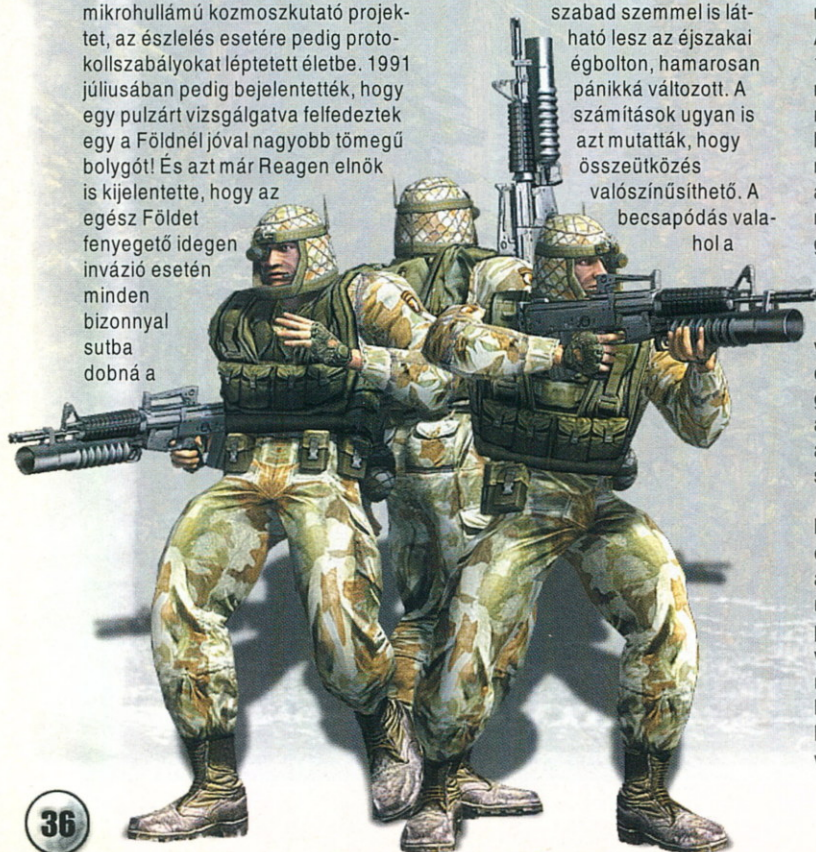 mikrohullámú kozmoszkutató projek-
tet, az észlelés esetére pedig proto-
kollszabályokat léptetett életbe. 1991
júliusában pedig bejelentették, hogy
egy pulzárt vizsgálgatva felfedeztek
egy a Földnél jóval nagyobb tömegű
bolygót! És azt már Reagen elnök
is kijelentette, hogy az
egész Földet
fenyegető idegen
invázió esetén
minden
bizonnyal
sutba
dobná a
szabad szemmel is lát-
ható lesz az éjszakai
égbolton, hamarosan
pánikká változott. A
számítások ugyan is
azt mutatták, hogy
összeütközés
valószínűsíthető. A
becsapódás vala-
hol a
36